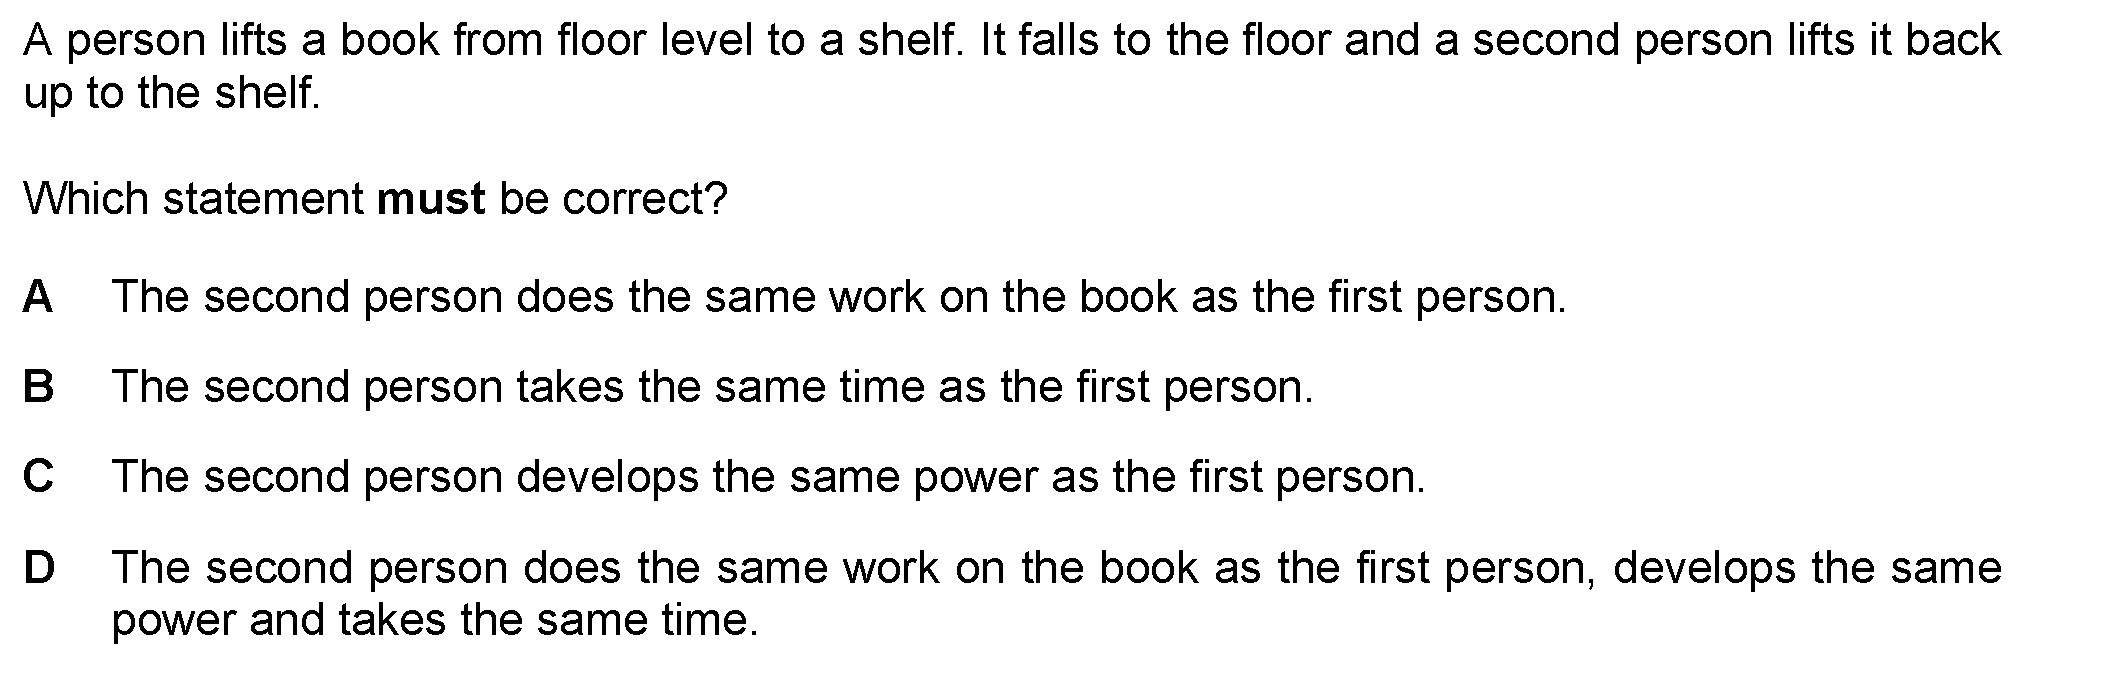 A person lifts a book from floor level to a shelf. It falls to the floor and a second person lifts it back
up to the shelf.
Which statement must be correct?
A The second person does the same work on the book as the first person.
B The second person takes the same time as the first person.
C The second person develops the same power as the first person.
D The second person does the same work on the book as the first person, develops the same
power and takes the same time.